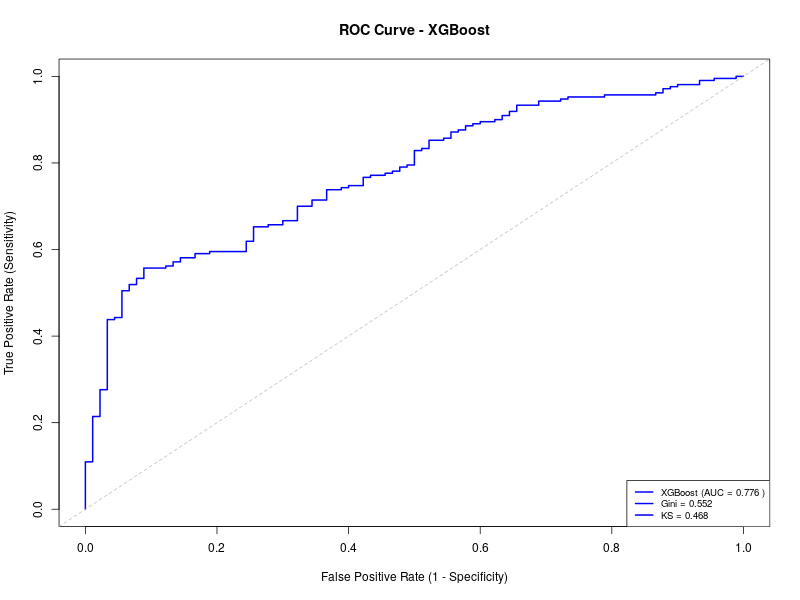 ROC Curve - XGBoost
True Positive Rate (Sensitivity)
1.0
0.8
0.6
0.4
0.2
0.0
XGBoost (AUC = 0.776 )
Gini = 0.552
KS = 0.468
0.0 0.2 0.4 0.6 0.8 1.0
False Positive Rate (1 - Specificity)